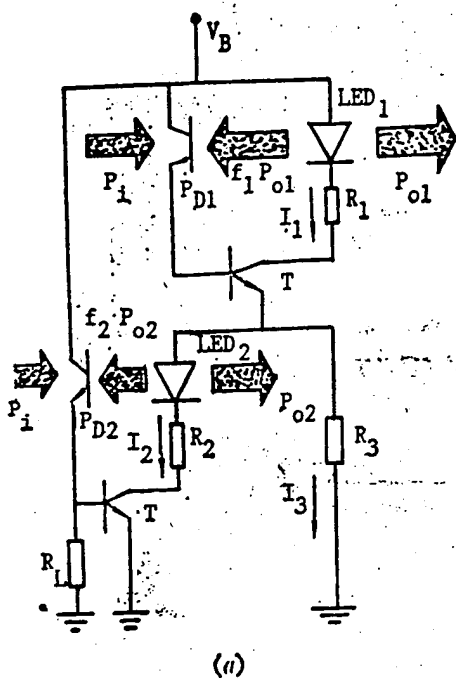 V_B
LED_1
P_i
P_D1
f_1 P_o1
P_o1
R_1
I_1
T
f_2 P_o2
LED_2
P_i
P_D2
P_o2
I_2
R_2
R_3
T
I_3
R_L
(a)